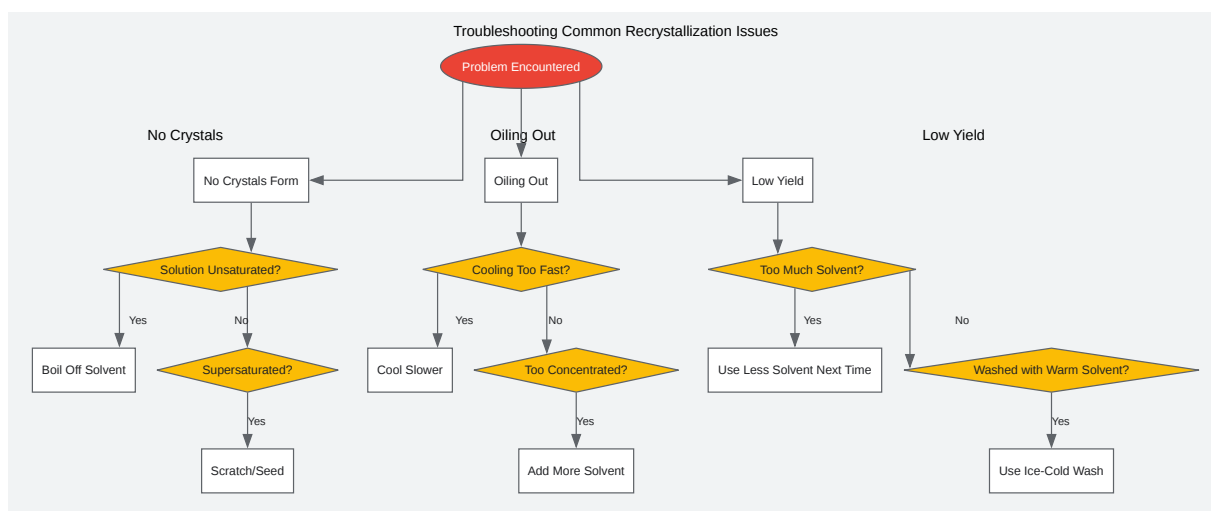 Troubleshooting Common Recrystallization Issues
Problem Encountered
No Crystals
Oiling Out
Low Yield
No Crystals Form
Oiling Out
Low Yield
Solution Unsaturated?
Cooling Too Fast?
Too Much Solvent?
Yes
No
Yes
No
Yes
No
Boil Off Solvent
Supersaturated?
Cool Slower
Too Concentrated?
Use Less Solvent Next Time
Washed with Warm Solvent?
Yes
Yes
Yes
Scratch/Seed
Add More Solvent
Use Ice-Cold Wash